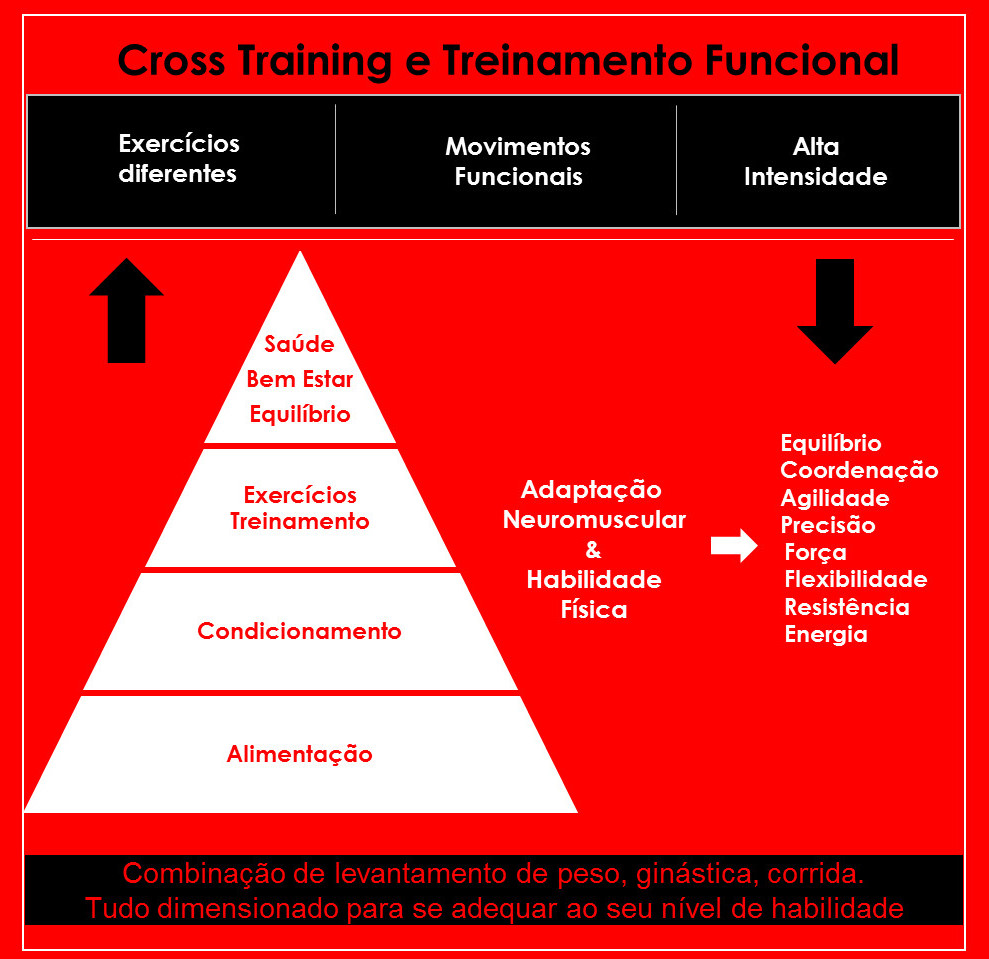 Cross Training e Treinamento Funcional
Exercícios
diferentes
Movimentos
Funcionais
Alta
Intensidade
Saúde
Bem Estar
Equilíbrio
Exercícios
Treinamento
Condicionamento
Alimentação
Adaptação
Neuromuscular
&
Habilidade
Física
Equilíbrio
Coordenação
Agilidade
Precisão
Força
Flexibilidade
Resistência
Energia
Combinação de levantamento de peso, ginástica, corrida.
Tudo dimensionado para se adequar ao seu nível de habilidade